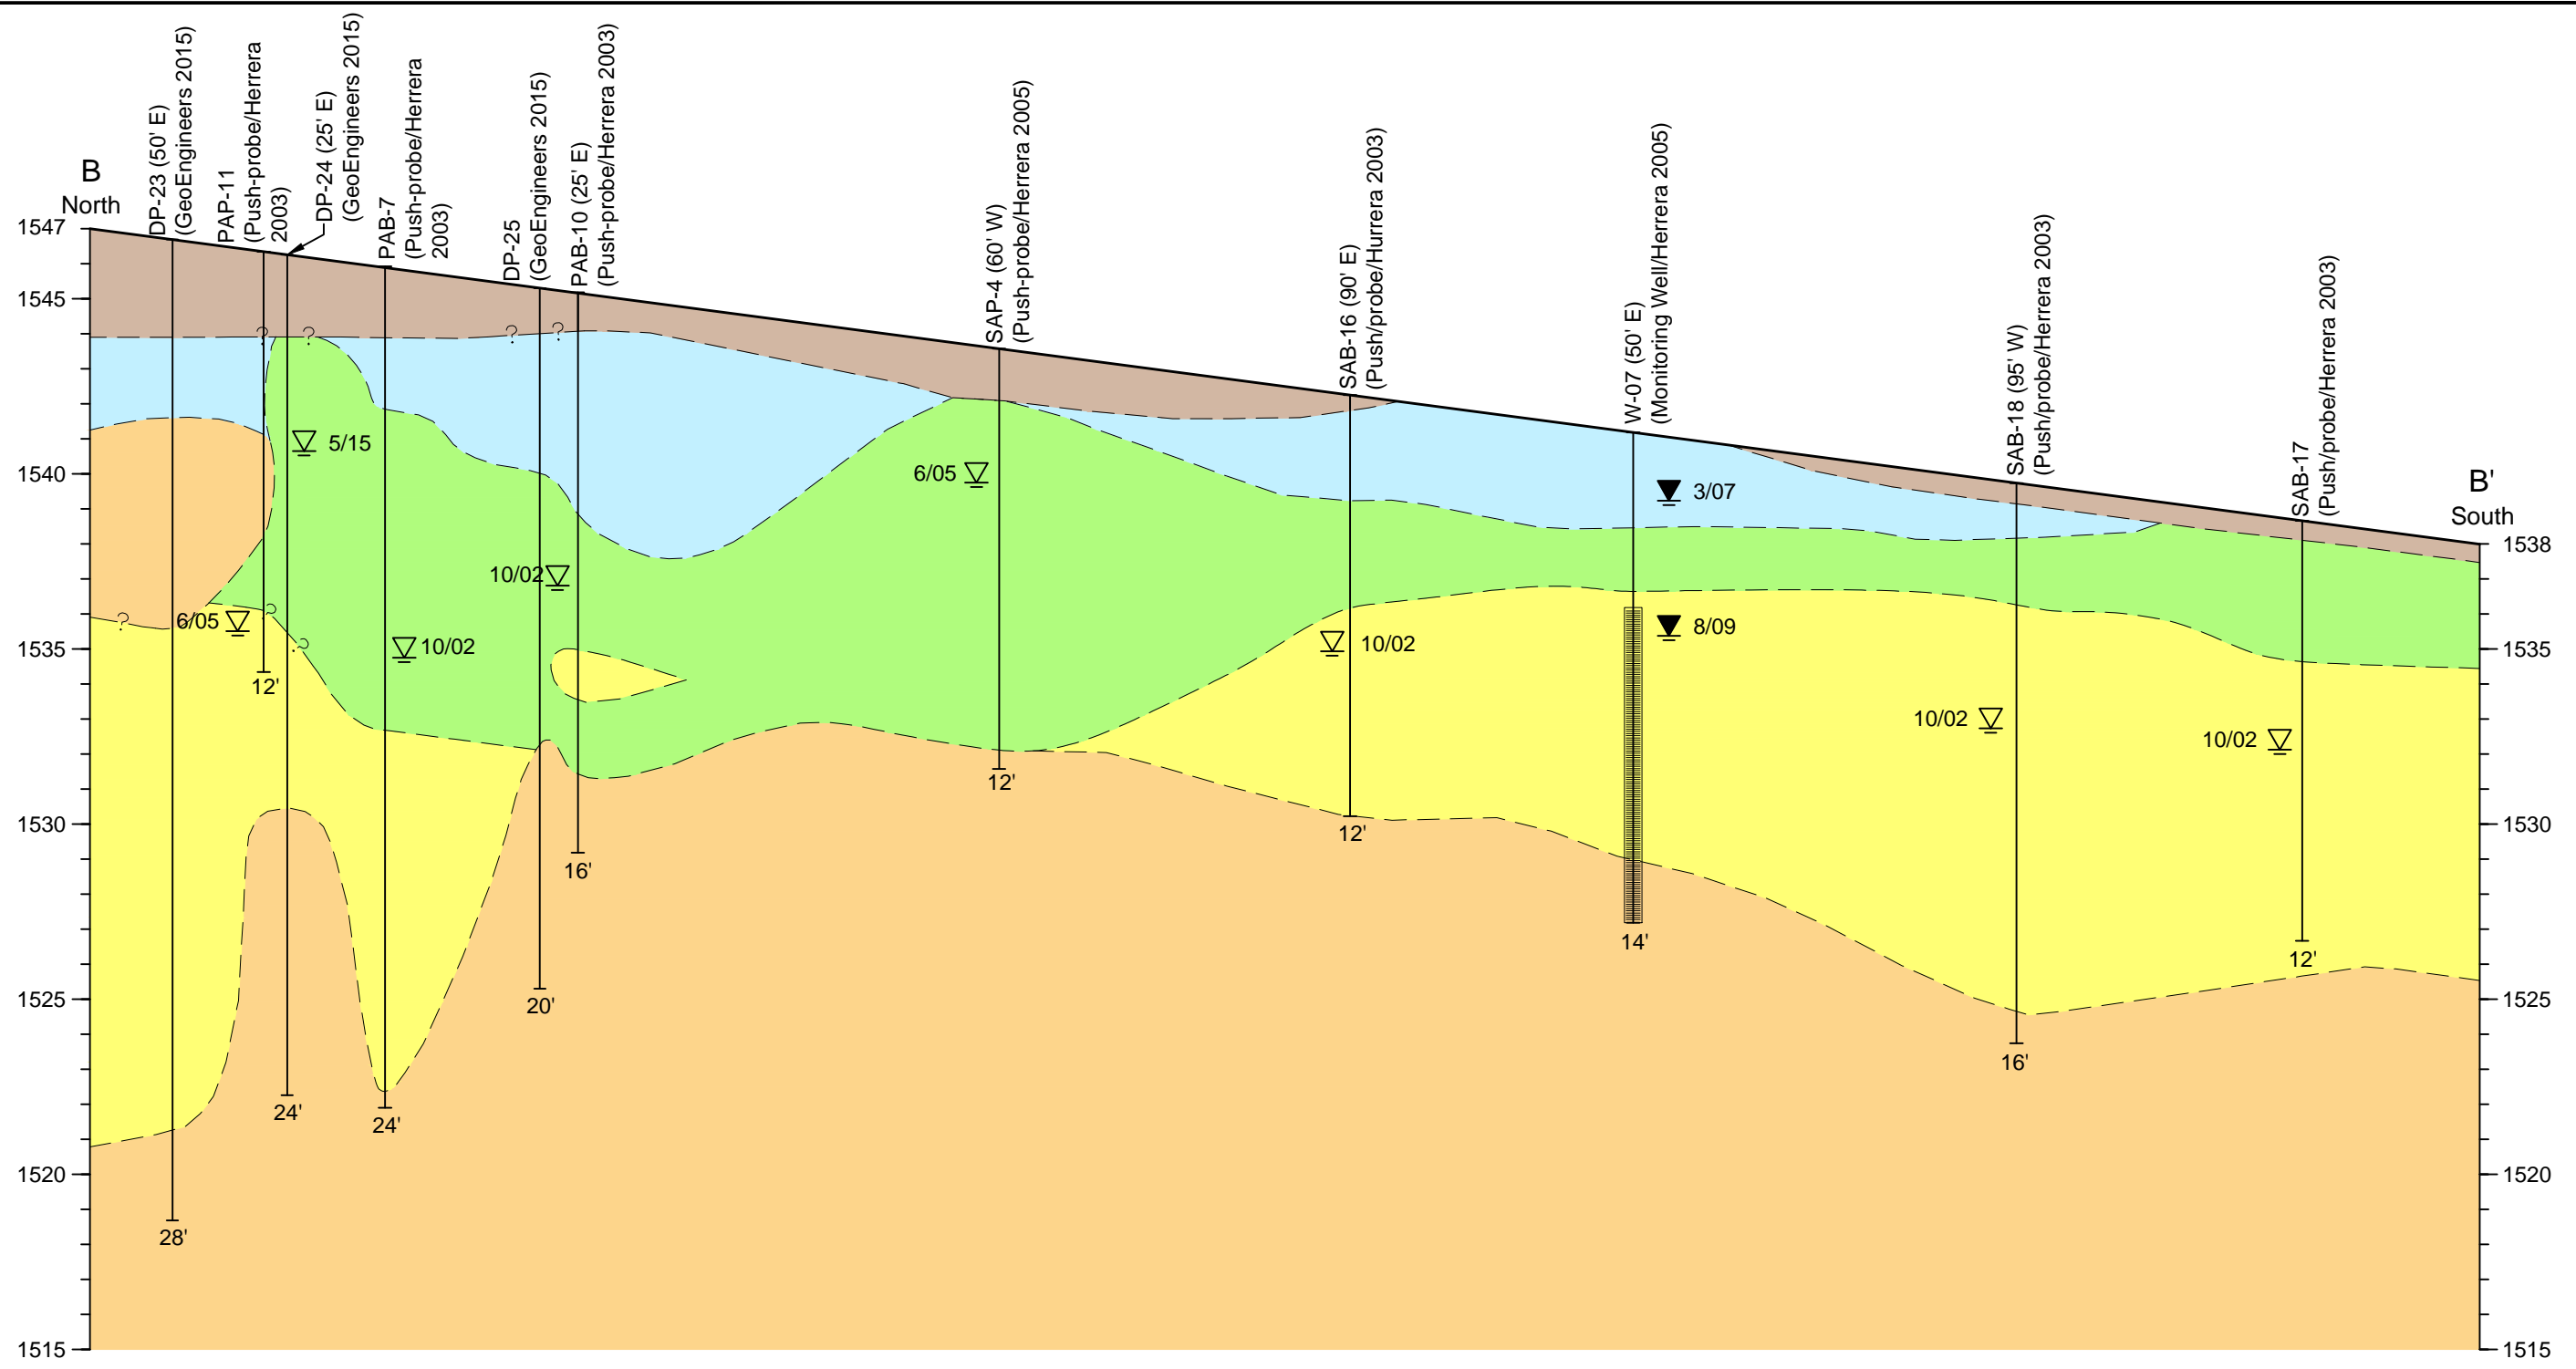 B
North
DP-23 (50' E)
(GeoEngineers 2015)
PAP-11
(Push-probe/Herrera
2003)
DP-24 (25' E)
(GeoEngineers 2015)
PAB-7
(Push-probe/Herrera
2003)
DP-25
(GeoEngineers 2015)
PAB-10 (25' E)
(Push-probe/Herrera 2003)
SAP-4 (60' W)
(Push-probe/Herrera 2005)
SAB-16 (90' E)
(Push/probe/Hurrera 2003)
W-07 (50' E)
(Monitoring Well/Herrera 2005)
SAB-18 (95' W)
(Push/probe/Herrera 2003)
SAB-17
(Push/probe/Herrera 2003)
B'
South
1547
1545
1540
1535
1530
1525
1520
1515
1538
1535
1530
1525
1520
1515
?
?
?
?
?
?
?
5/15
6/05
10/02
10/02
6/05
10/02
3/07
8/09
10/02
10/02
28'
12'
24'
24'
20'
16'
12'
12'
14'
16'
12'